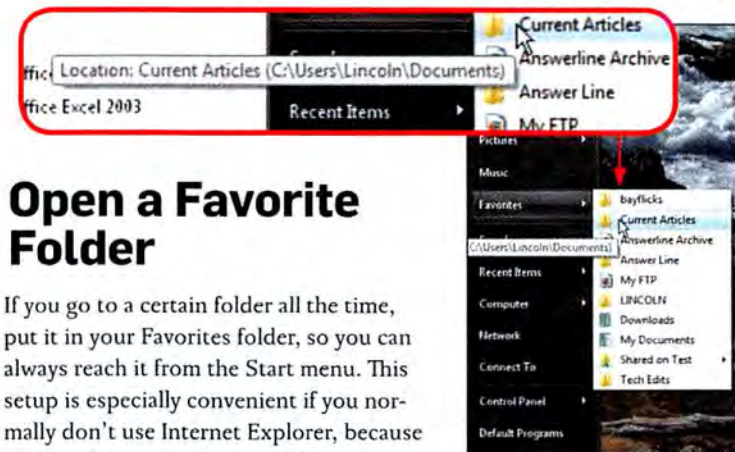 Current Articles
Location: Current Articles (C:\Users\Lincoln\Documents)
Answerline Archive
ffice Excel 2003
Answer Line
Recent Items
My FTP
Open a Favorite
Folder
If you go to a certain folder all the time,
put it in your Favorites folder, so you can
always reach it from the Start menu. This
setup is especially convenient if you nor-
mally don't use Internet Explorer, because
Pictures
Music
Favorites
C:\Users\Lincoln\Documents)
Recent Items
Computer
Network
Connect To
Control Panel
Default Programs
bayflicks
Current Articles
Answerline Archive
Answer Line
My FTP
LINCOLN
Downloads
My Documents
Shared on Test
Tech Edits